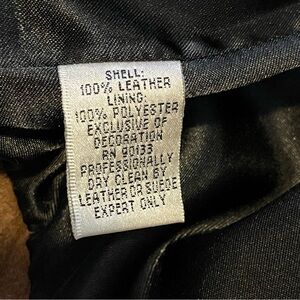 SHELL:
100% LEATHER
LINING:
100% POLYESTER
EXCLUSIVE OF
DECORATION
RN 90133
PROFESSIONALLY
DRY CLEAN BY
LEATHER OR SUEDE
EXPERT ONLY